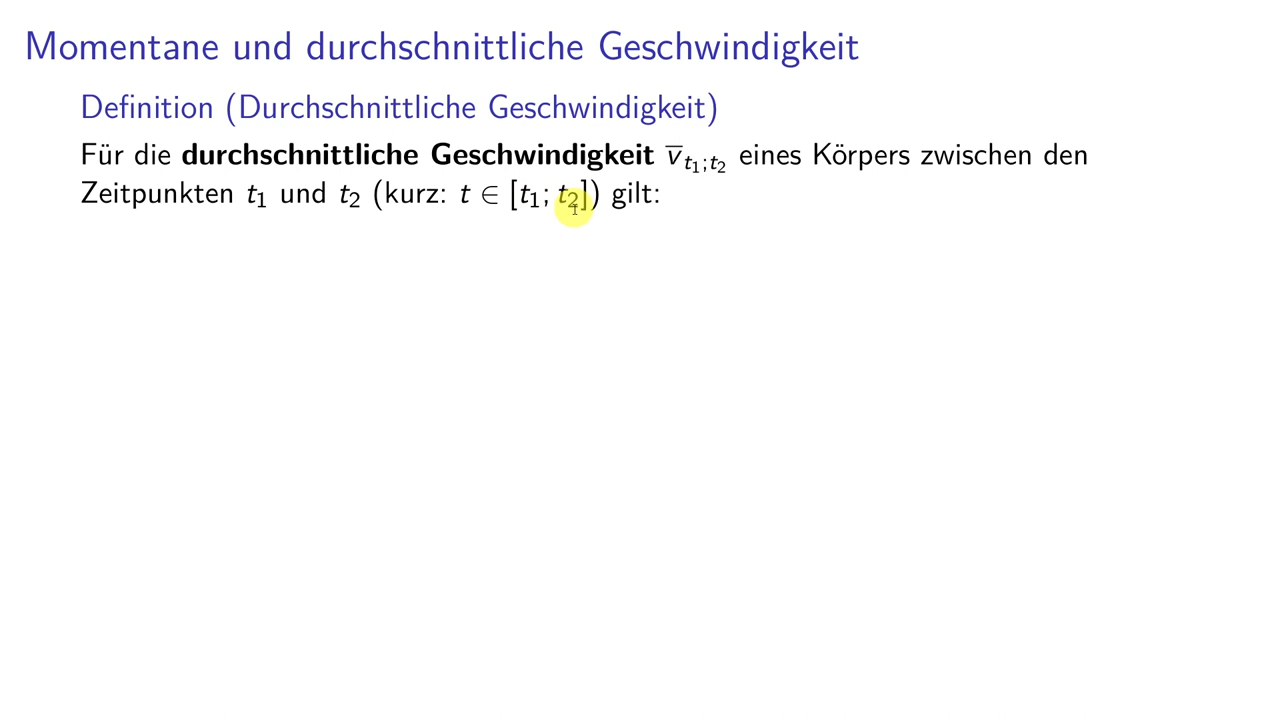 Momentane und durchschnittliche Geschwindigkeit
Definition (Durchschnittliche Geschwindigkeit)
Für die durchschnittliche Geschwindigkeit v̅ₜ₁;ₜ₂ eines Körpers zwischen den
Zeitpunkten t₁ und t₂ (kurz: t ∈ [t₁; t₂]) gilt: